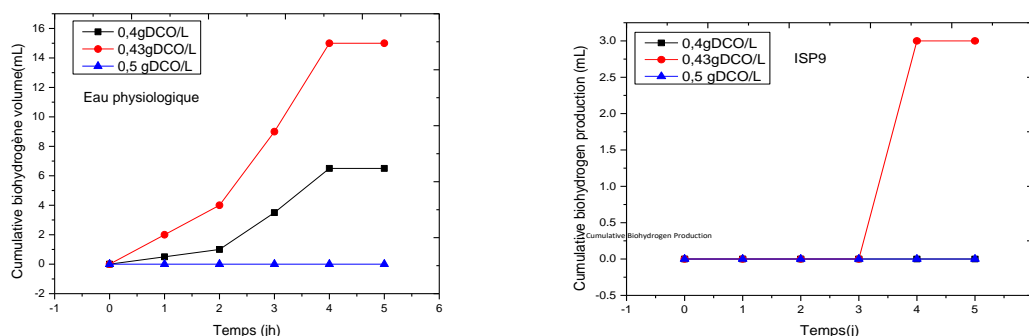 Cumulative biohydrogène volume(mL)
16
14
12
10
8
6
4
2
0
-2
0,4gDCO/L
0,43gDCO/L
0,5 gDCO/L
Eau physiologique
-1 0 1 2 3 4 5 6
Temps (jh)
Cumulative biohydrogen production (mL)
3.0
2.5
2.0
1.5
1.0
0.5
0.0
-0.5
0,4gDCO/L
0,43gDCO/L
0,5 gDCO/L
ISP9
Cumulative Biohydrogen Production
-1 0 1 2 3 4 5
Temps(j)